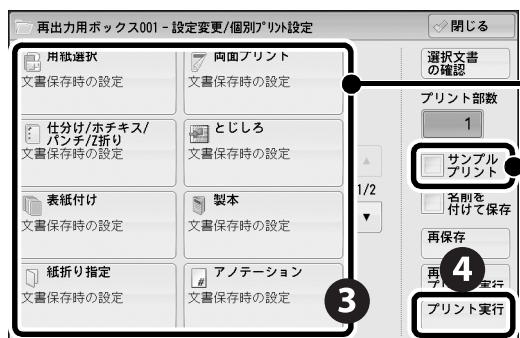 再出力用ボックス001 - 設定変更/個別プリント設定
閉じる
用紙選択
文書保存時の設定
両面プリント
文書保存時の設定
仕分け/ホチキス/
パンチ/Z折り
文書保存時の設定
とじしろ
文書保存時の設定
表紙付け
文書保存時の設定
製本
文書保存時の設定
紙折り指定
文書保存時の設定
アノテーション
文書保存時の設定
3
1/2
選択文書
の確認
プリント部数
1
サンプル
プリント
名前を
付けて保存
再保存
4
プリント実行